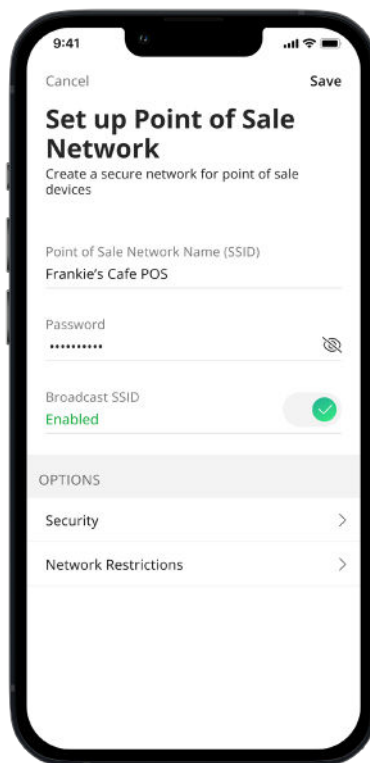 9:41
Cancel Save
Set up Point of Sale
Network
Create a secure network for point of sale
devices
Point of Sale Network Name (SSID)
Frankie's Cafe POS
Password
••••••••••
Broadcast SSID
Enabled
OPTIONS
Security
Network Restrictions